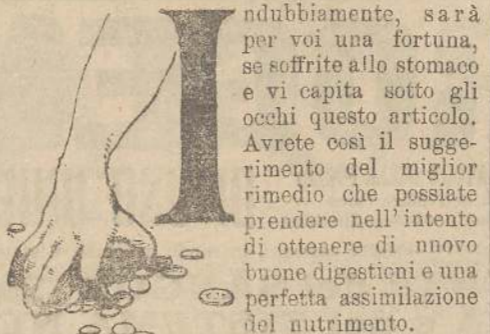 Indubbiamente, sarà
per voi una fortuna,
se soffrite allo stomaco
e vi capita sotto gli
occhi questo articolo.
Avrete così il sugge-
rimento del miglior
rimedio che possiate
prendere nell' intento
di ottenere di nnovo
buone digestioni e una
perfetta assimilazione
del nutrimento.